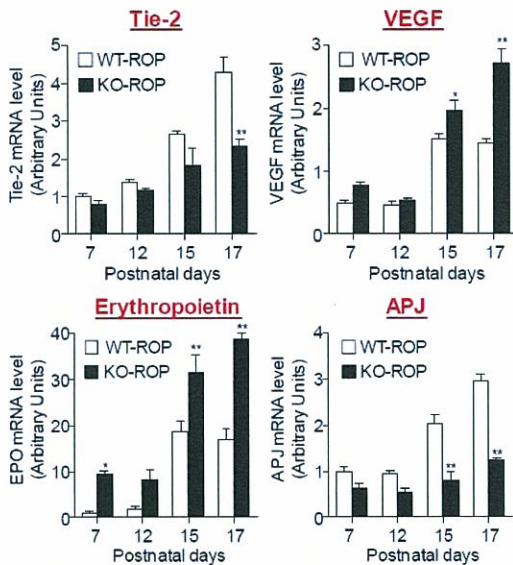 Tie-2
VEGF
WT-ROP
KO-ROP
Tie-2 mRNA level
(Arbitrary Units)
5
4
3
2
1
0
**
7 12 15 17
Postnatal days
WT-ROP
KO-ROP
VEGF mRNA level
(Arbitrary Units)
3
2
1
0
*
**
7 12 15 17
Postnatal days
Erythropoietin
APJ
WT-ROP
KO-ROP
EPO mRNA level
(Arbitrary Units)
40
30
20
10
0
*
**
**
7 12 15 17
Postnatal days
WT-ROP
KO-ROP
APJ mRNA level
(Arbitrary Units)
4
3
2
1
0
**
**
7 12 15 17
Postnatal days